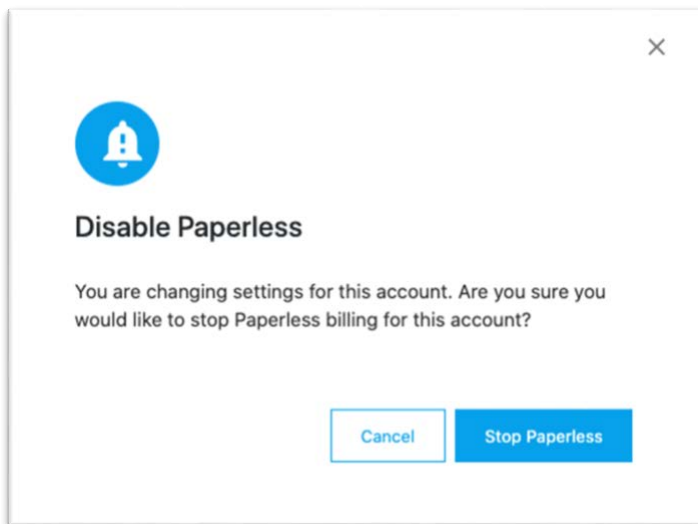 Disable Paperless
You are changing settings for this account. Are you sure you
would like to stop Paperless billing for this account?
Cancel
Stop Paperless